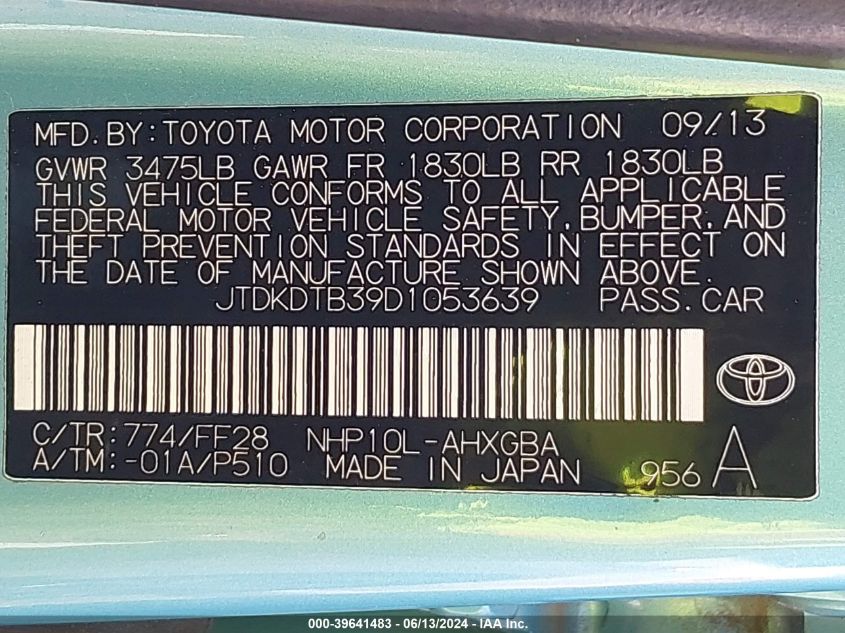 MFD.BY:TOYOTA MOTOR CORPORATION 09/13
GVWR 3475LB GAWR FR 1830LB RR 1830LB
THIS VEHICLE CONFORMS TO ALL APPLICABLE
FEDERAL MOTOR VEHICLE SAFETY,BUMPER,AND
THEFT PREVENTION STANDARDS IN EFFECT ON
THE DATE OF MANUFACTURE SHOWN ABOVE.
JTDKDTB39D1053639 PASS.CAR
C/TR:774/FF28 NHP10L-AHXGBA
A/TM:-01A/P510 MADE IN JAPAN 956 A
000-39641483 - 06/13/2024 - IAA Inc.